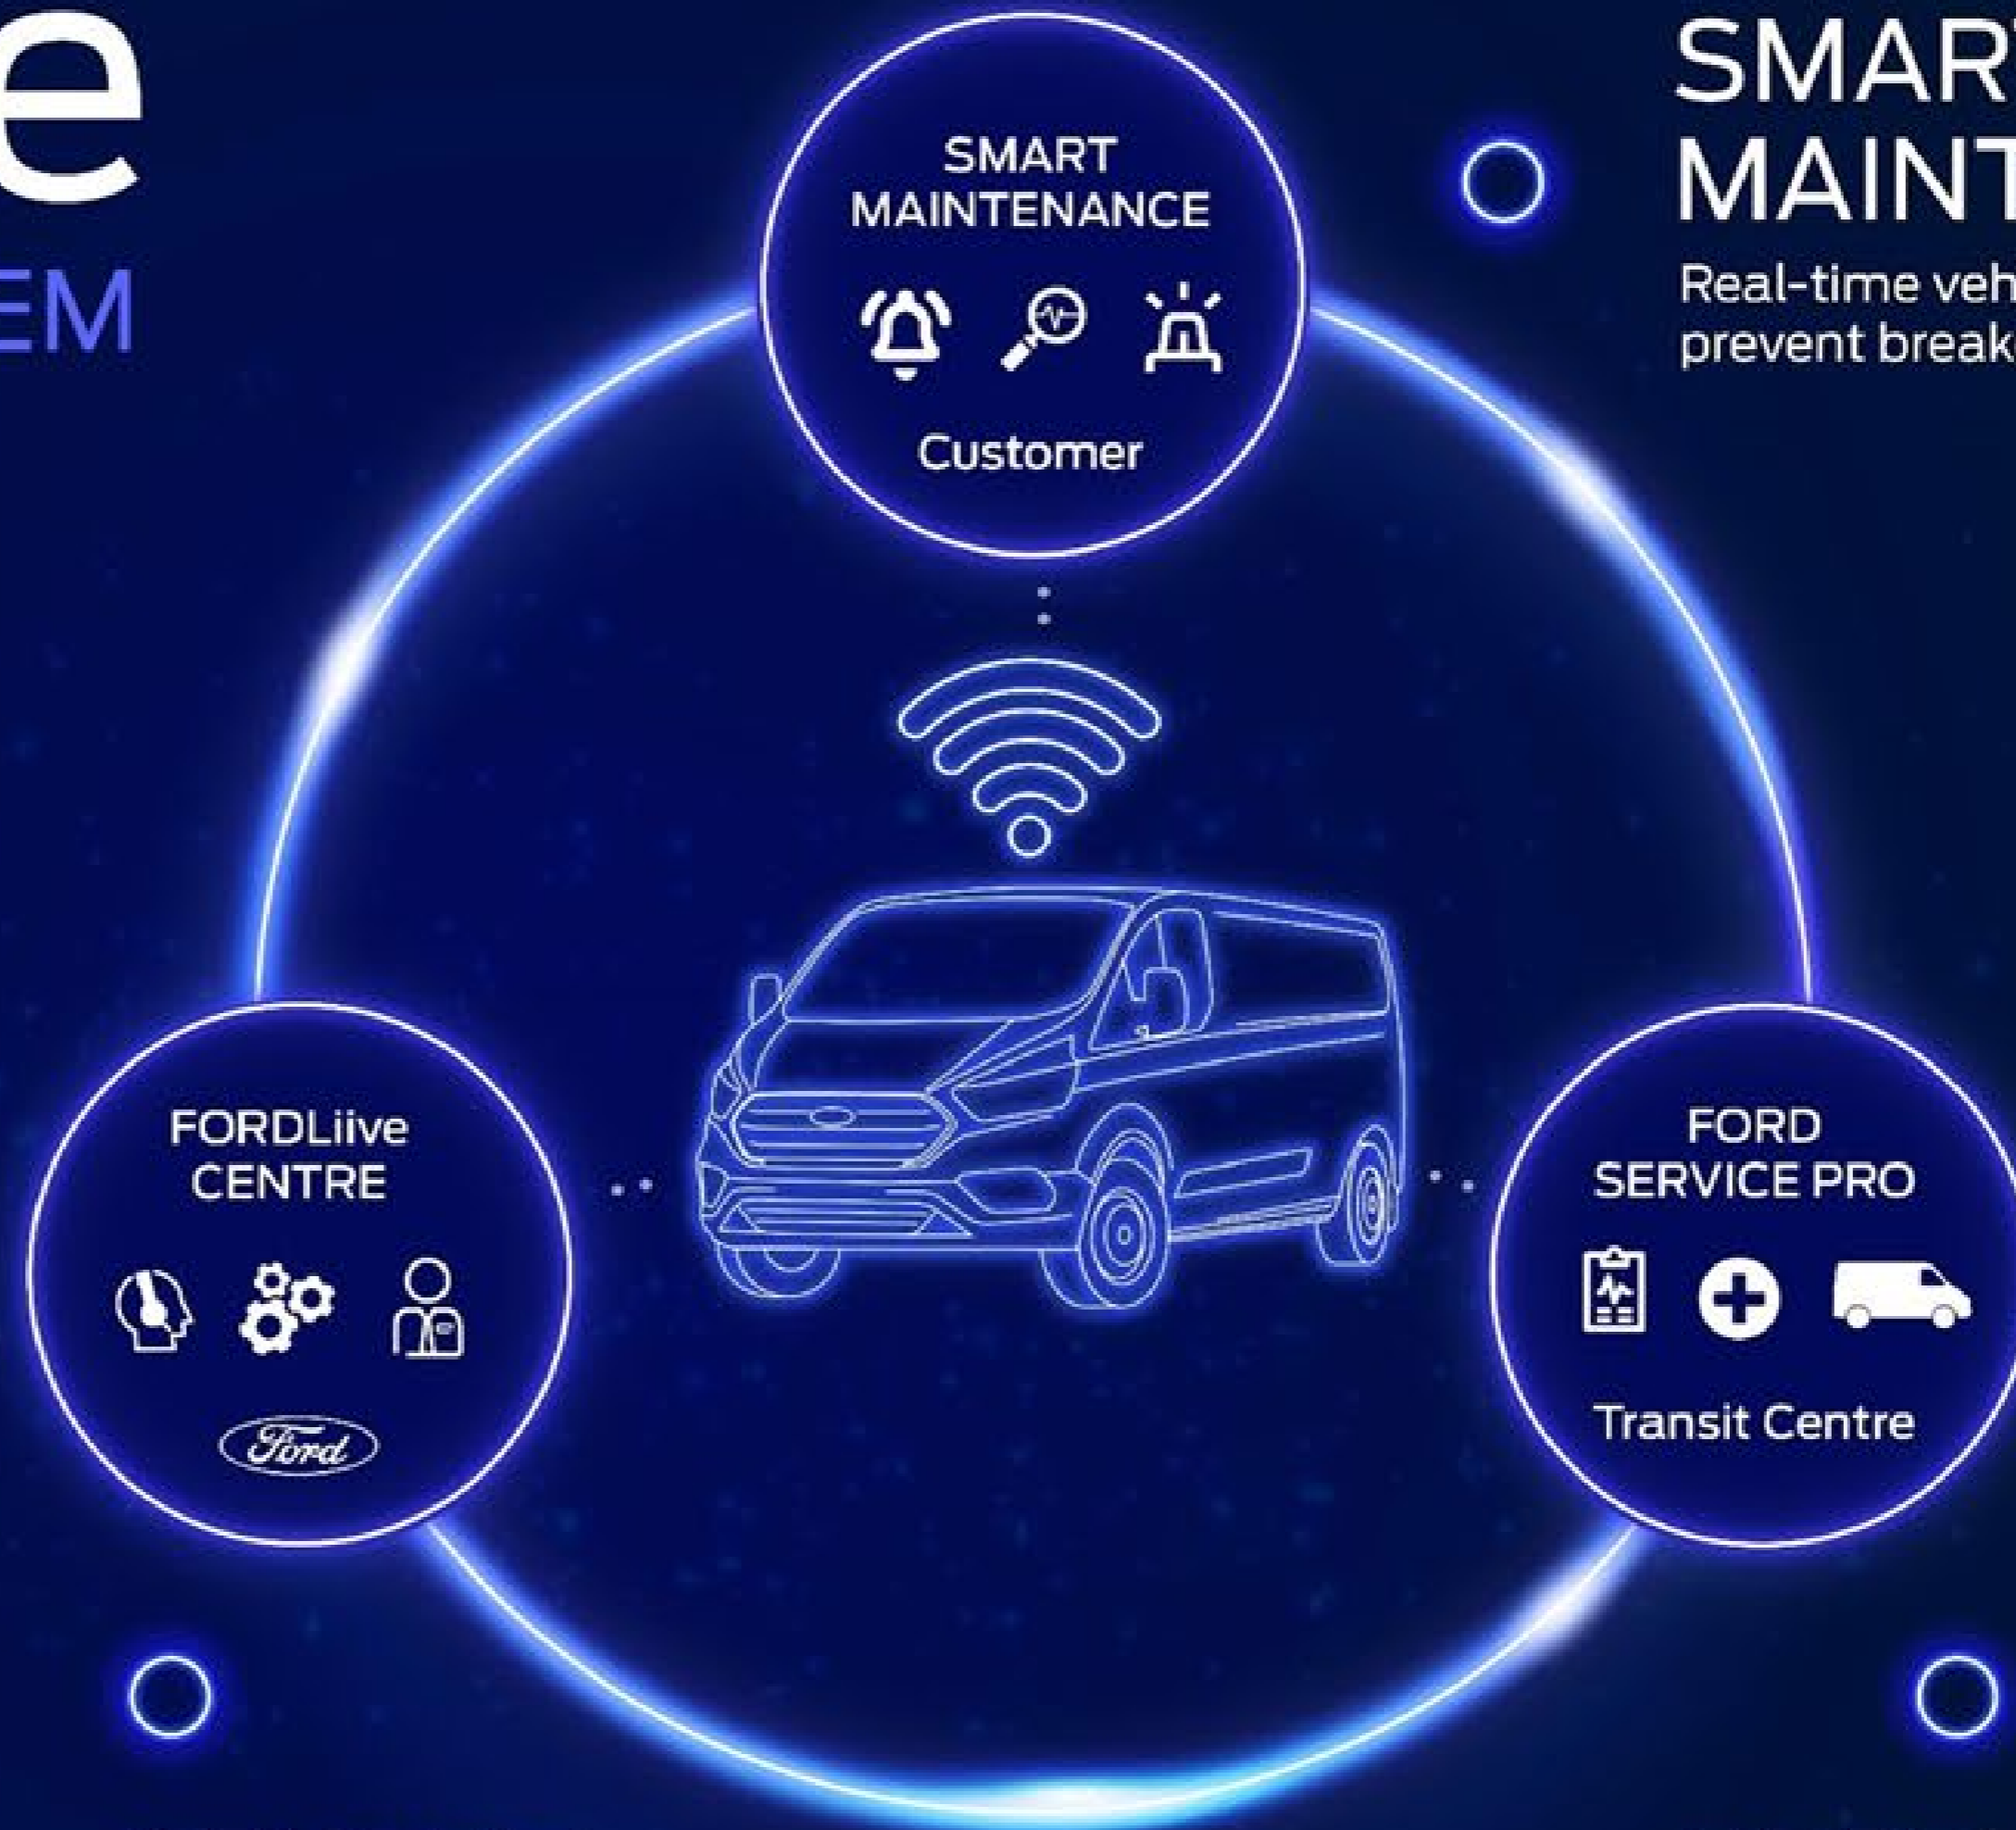 e
EM
SMART
MAINTENANCE
Customer
SMAR
MAINT
Real-time veh
prevent break
FORDLiive
CENTRE
Ford
FORD
SERVICE PRO
Transit Centre